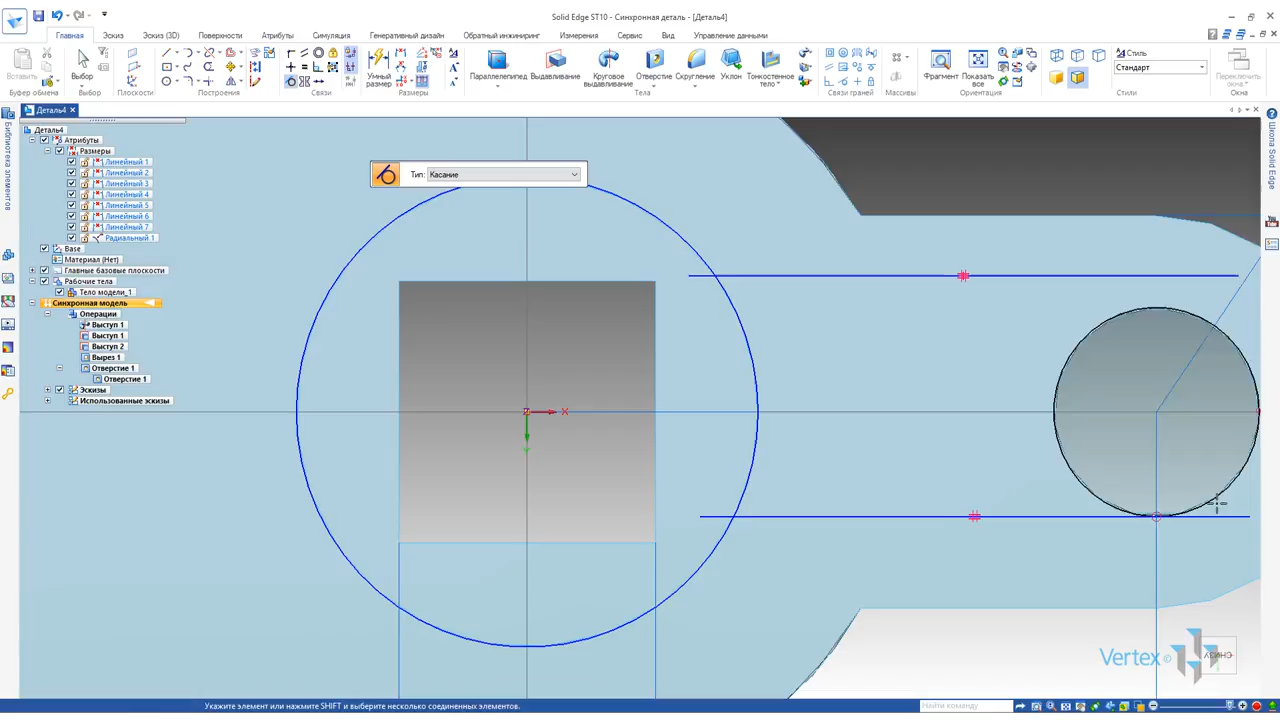 Solid Edge ST10 - Синхронная деталь - [Деталь4]
Главная Эскиз Эскиз (3D) Поверхности Атрибуты Симуляция Генеративный дизайн Обратный инжиниринг Измерения Сервис Вид Управление данными
Вставить Выбор Умный размер Параллелепипед Выдавливание Круговое выдавливание Отверстие Скругление Уклон Тонкостенное тело Фрагмент Показать все Стиль Стандарт Переключить окна
Буфер обмена Выбор Плоскости Построения Связи Размеры Тела Связи граней Массивы Ориентация Стили Окна
Деталь4
Библиотека элементов
Школа Solid Edge
Деталь4
Атрибуты
Размеры
Линейный 1
Линейный 2
Линейный 3
Линейный 4
Линейный 5
Линейный 6
Линейный 7
Радиальный 1
Base
Материал (Нет)
Главные базовые плоскости
Рабочие тела
Тело модели_1
Синхронная модель
Операции
Выступ 1
Выступ 1
Выступ 2
Вырез 1
Отверстие 1
Отверстие 1
Эскизы
Использованные эскизы
Тип: Касание
Z X
Y
Vertex ©
СНИЗУ
Укажите элемент или нажмите SHIFT и выберите несколько соединенных элементов.
Найти команду